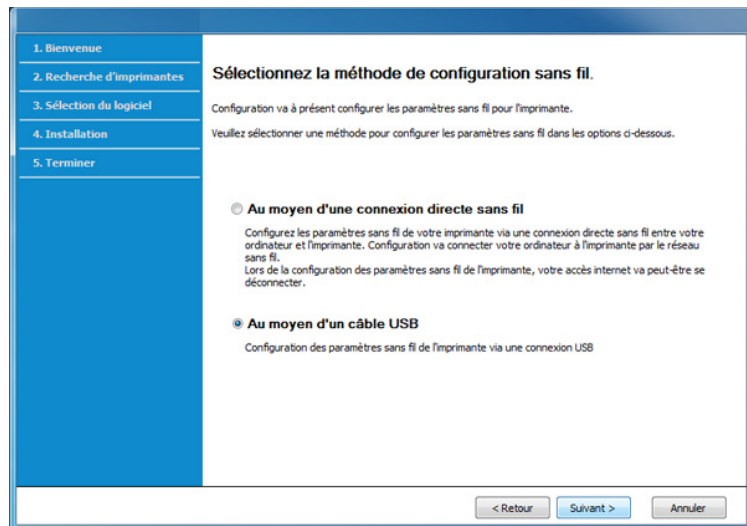 1. Bienvenue
2. Recherche d'imprimantes
3. Sélection du logiciel
4. Installation
5. Terminer
Sélectionnez la méthode de configuration sans fil.
Configuration va à présent configurer les paramètres sans fil pour l'imprimante.
Veuillez sélectionner une méthode pour configurer les paramètres sans fil dans les options ci-dessous.
Au moyen d'une connexion directe sans fil
Configurez les paramètres sans fil de votre imprimante via une connexion directe sans fil entre votre
ordinateur et l'imprimante. Configuration va connecter votre ordinateur à l'imprimante par le réseau
sans fil.
Lors de la configuration des paramètres sans fil de l'imprimante, votre accès internet va peut-être se
déconnecter.
Au moyen d'un câble USB
Configuration des paramètres sans fil de l'imprimante via une connexion USB
< Retour
Suivant >
Annuler